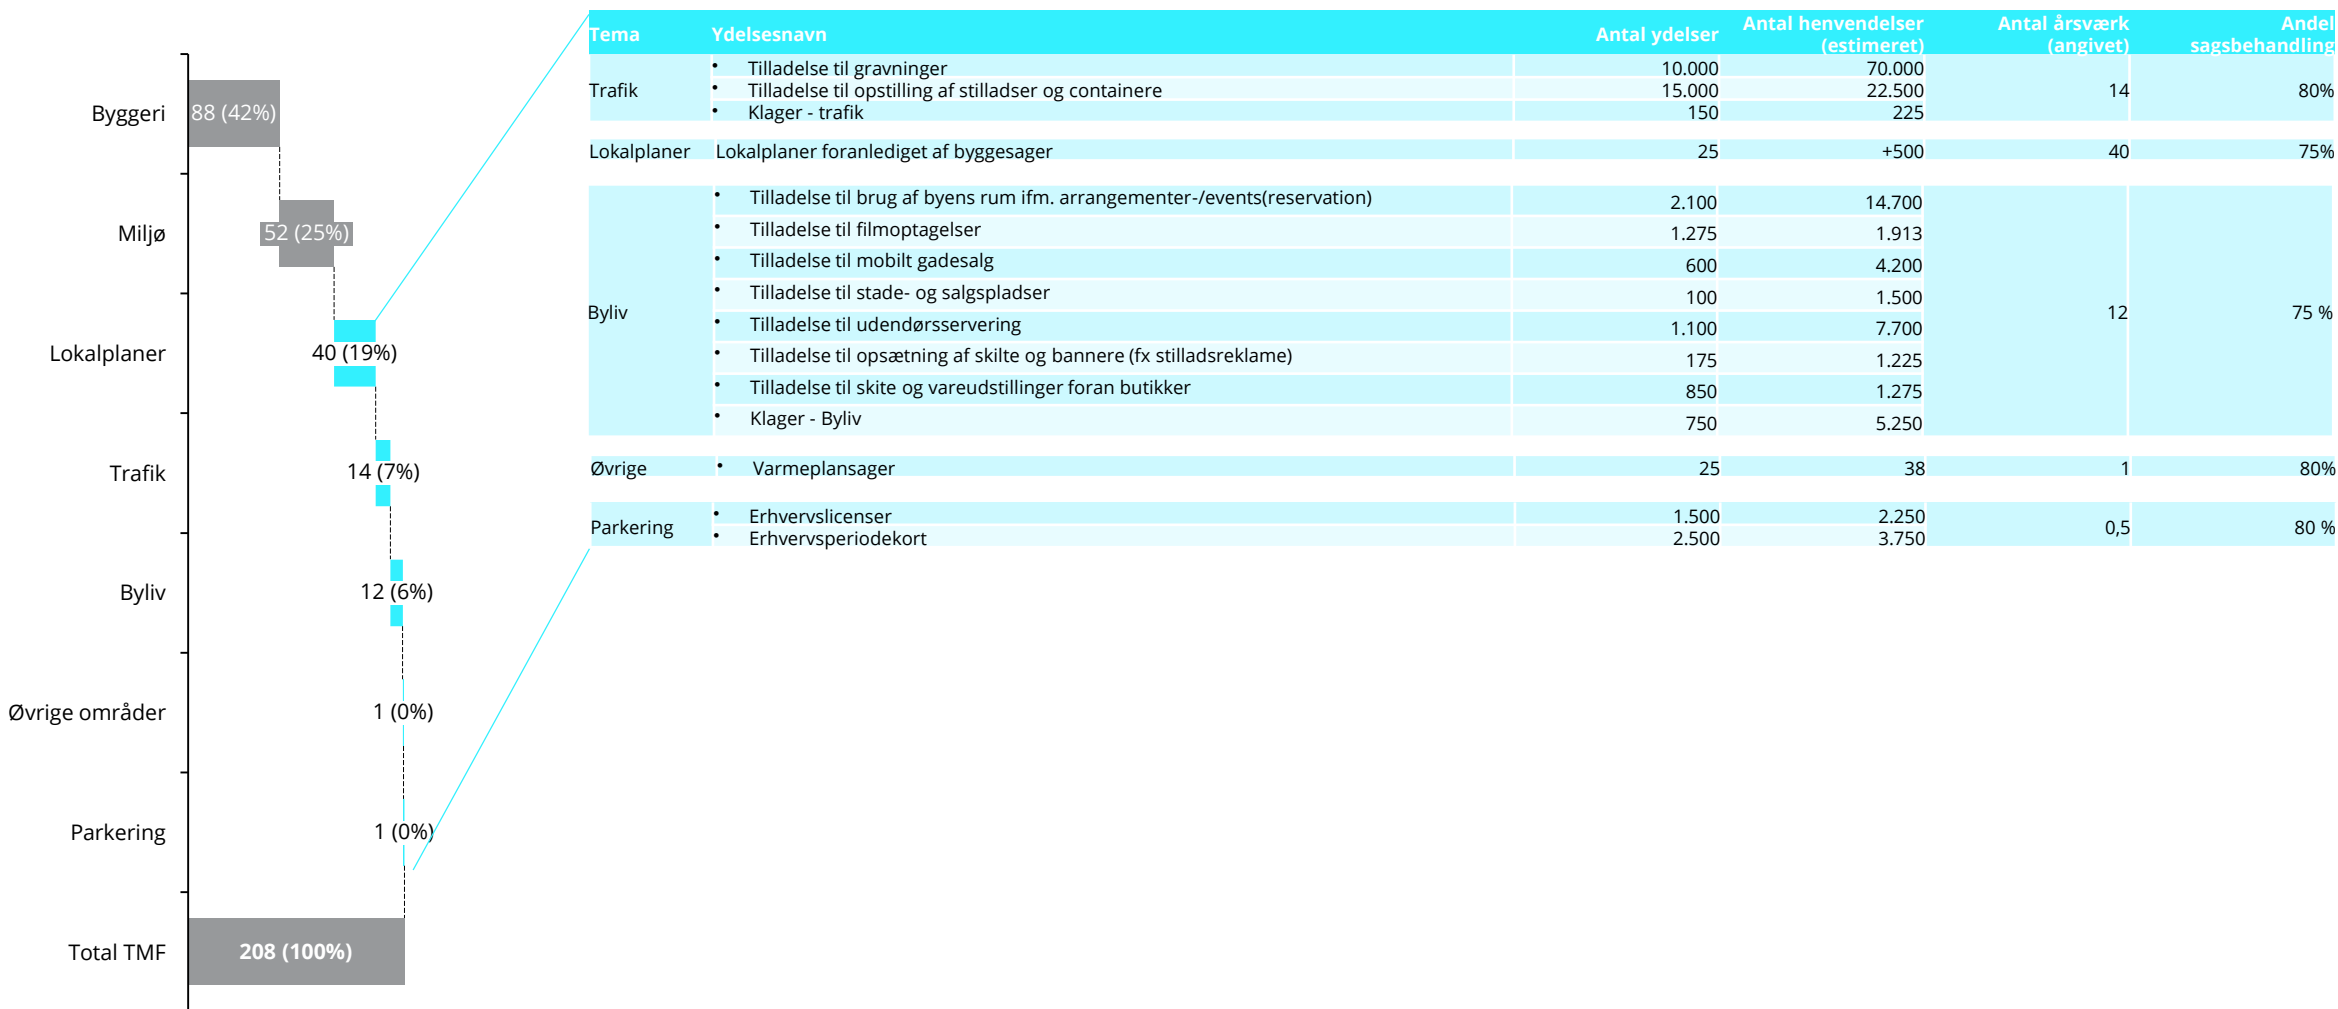 Byggeri 88 (42%)
Miljø 52 (25%)
Lokalplaner 40 (19%)
Trafik 14 (7%)
Byliv 12 (6%)
Øvrige områder 1 (0%)
Parkering 1 (0%)
Total TMF 208 (100%)
Tema Ydelsesnavn Antal ydelser Antal henvendelser (estimeret) Antal årsværk (angivet) Andel sagsbehandling
Trafik
• Tilladelse til gravninger 10.000 70.000
• Tilladelse til opstilling af stilladser og containere 15.000 22.500 14 80%
• Klager - trafik 150 225
Lokalplaner Lokalplaner foranlediget af byggesager 25 +500 40 75%
Byliv
• Tilladelse til brug af byens rum ifm. arrangementer-/events(reservation) 2.100 14.700
• Tilladelse til filmoptagelser 1.275 1.913
• Tilladelse til mobilt gadesalg 600 4.200
• Tilladelse til stade- og salgspladser 100 1.500
• Tilladelse til udendørsservering 1.100 7.700 12 75 %
• Tilladelse til opsætning af skilte og bannere (fx stilladsreklame) 175 1.225
• Tilladelse til skite og vareudstillinger foran butikker 850 1.275
• Klager - Byliv 750 5.250
Øvrige • Varmeplansager 25 38 1 80%
Parkering
• Erhvervslicenser 1.500 2.250 0,5 80 %
• Erhvervsperiodekort 2.500 3.750